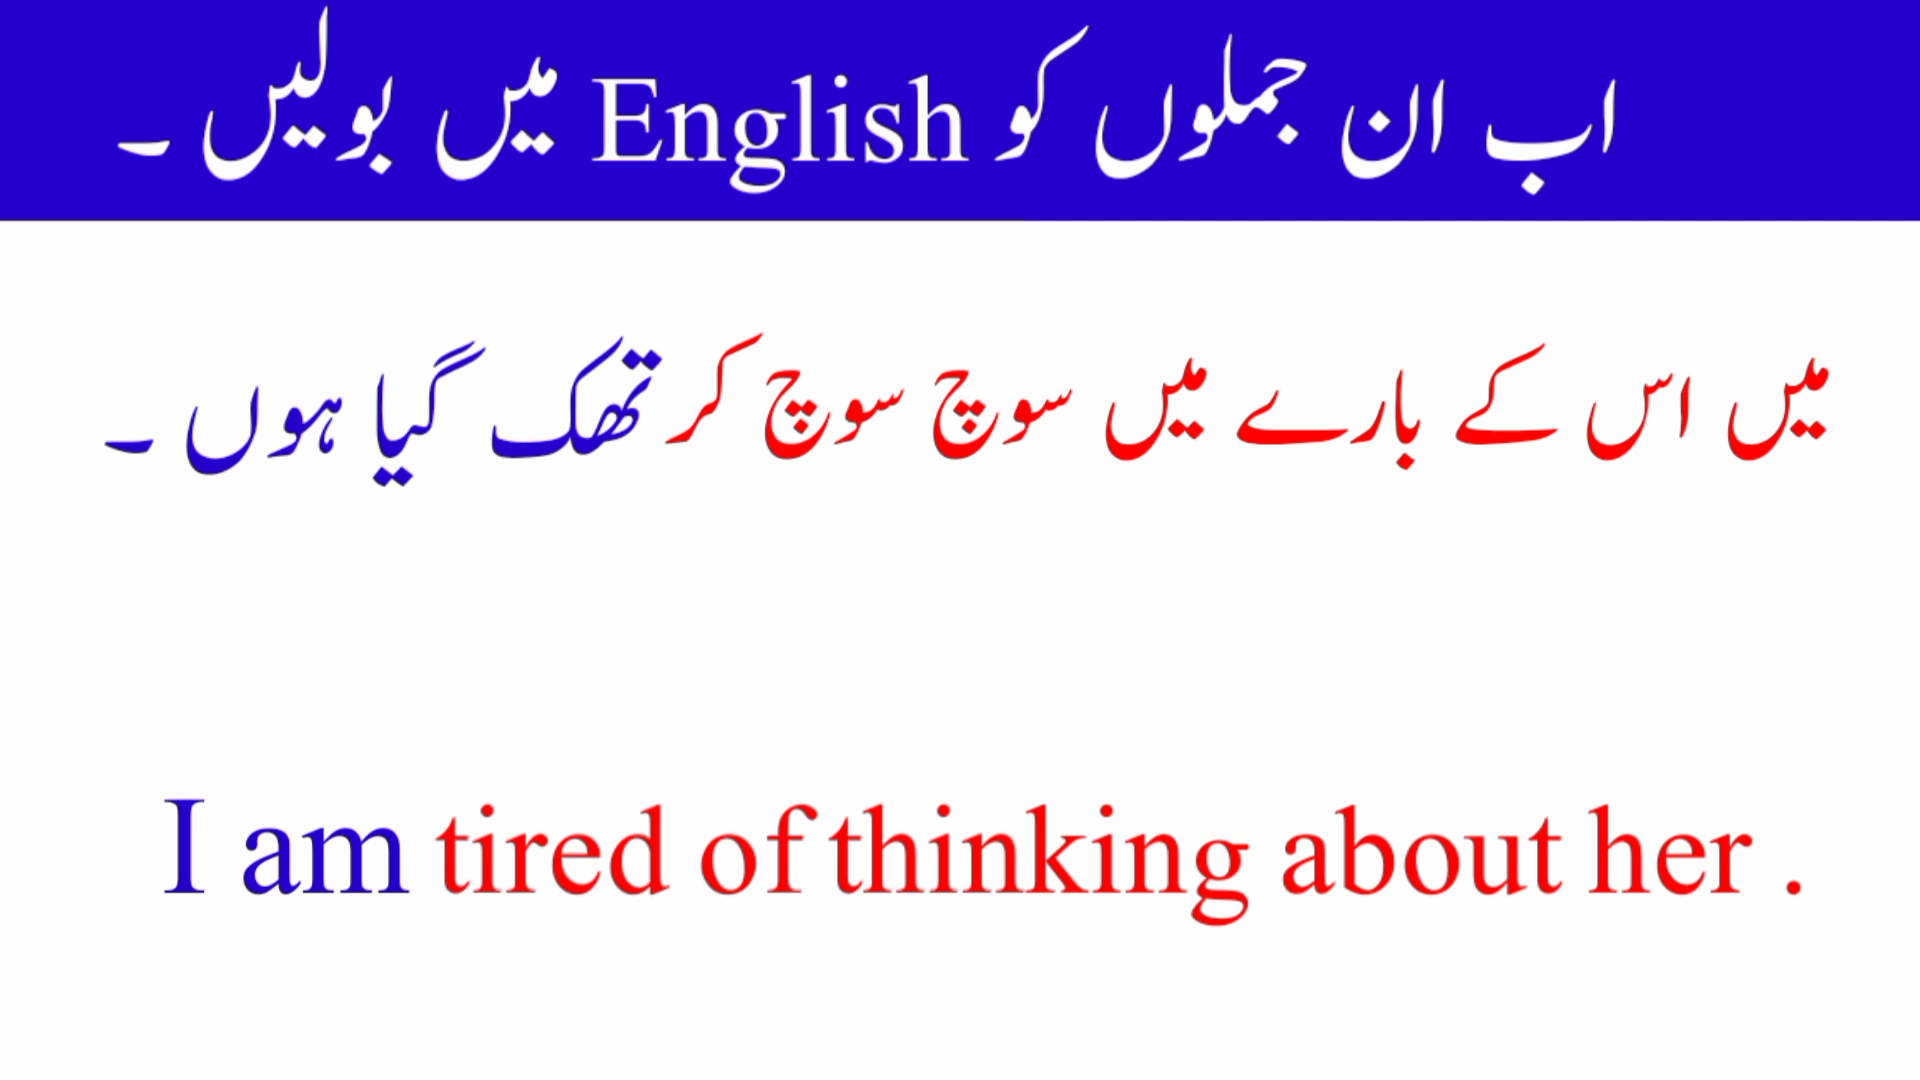 اب ان جملوں کو English میں بولیں ۔
میں اس کے بارے میں سوچ سوچ کر تھک گیا ہوں ۔
I am tired of thinking about her .